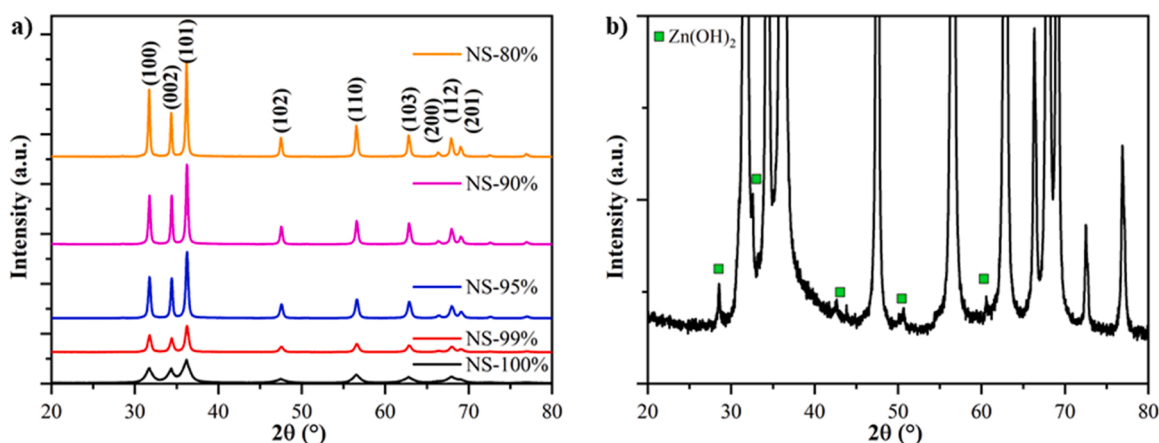 a)
(100)
(002)
(101)
(102)
(110)
(103)
(200)
(112)
(201)
NS-80%
NS-90%
NS-95%
NS-99%
NS-100%
Intensity (a.u.)
20 30 40 50 60 70 80
2θ (°)
b)
Zn(OH)2
Intensity (a.u.)
20 30 40 50 60 70 80
2θ (°)